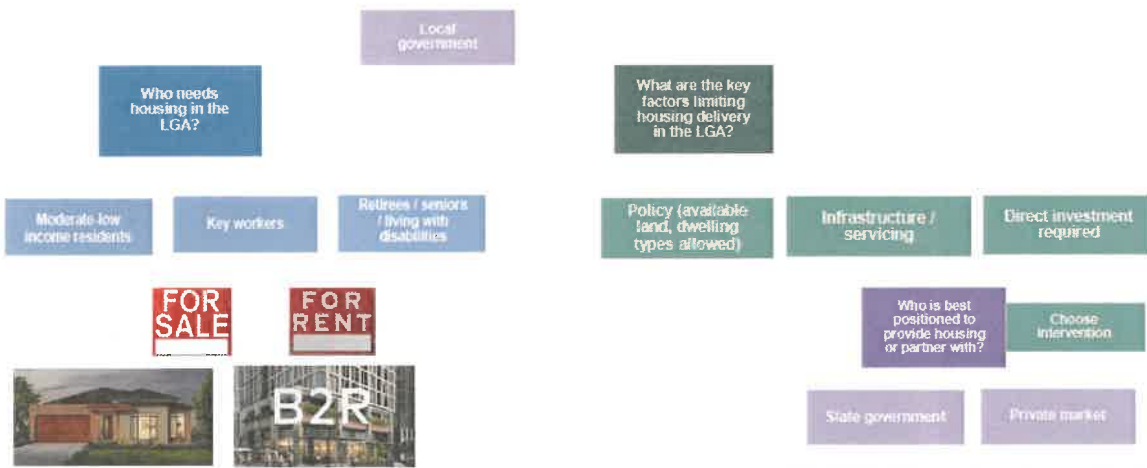 Local
government
Who needs
housing in the
LGA?
What are the key
factors limiting
housing delivery
in the LGA?
Moderate-low
income residents
Key workers
Retirees / seniors
/ living with
disabilities
Policy (available
land, dwelling
types allowed)
Infrastructure /
servicing
Direct investment
required
FOR
SALE
FOR
RENT
Who is best
positioned to
provide housing
or partner with?
Choose
intervention
B2R
State government
Private market